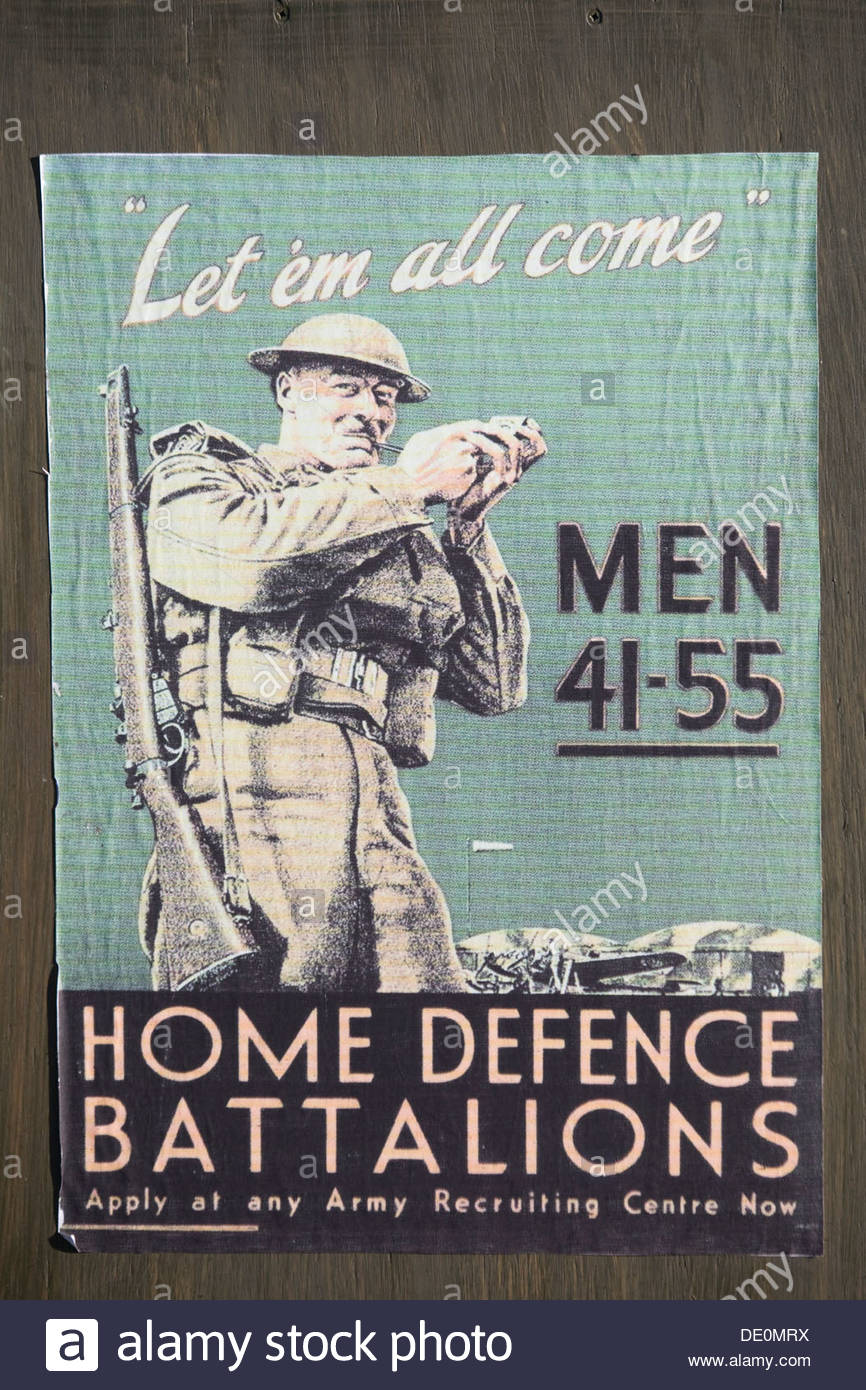 “Let 'em all come”
MEN
41-55
HOME DEFENCE
BATTALIONS
Apply at any Army Recruiting Centre Now
a alamy stock photo
DE0MRX
www.alamy.com